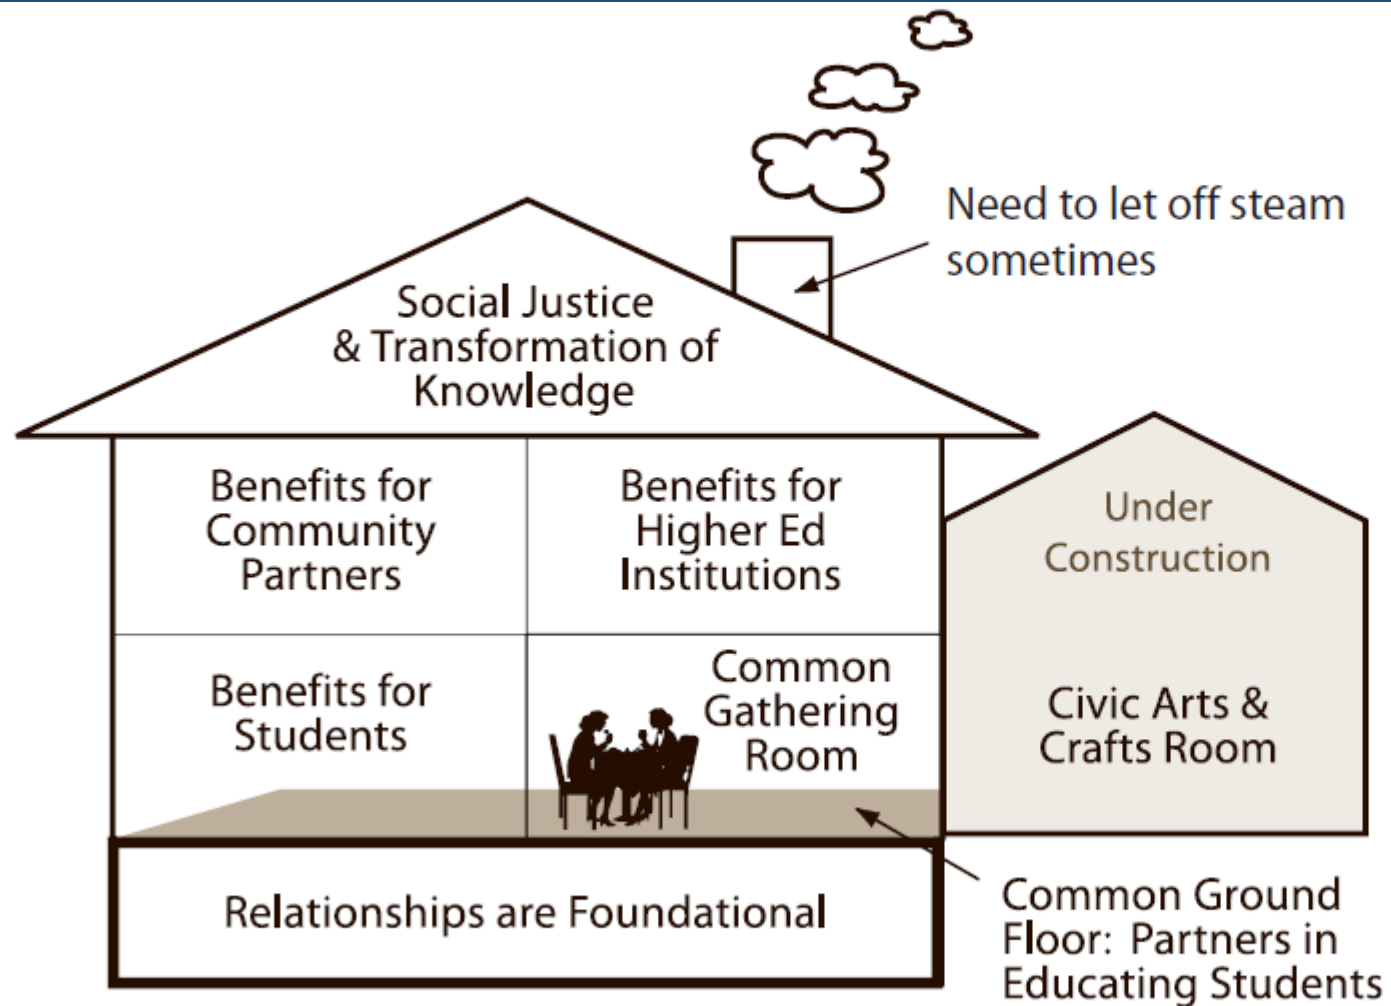 Need to let off steam
sometimes
Social Justice
& Transformation of
Knowledge
Benefits for
Community
Partners
Benefits for
Higher Ed
Institutions
Under
Construction
Benefits for
Students
Common
Gathering
Room
Civic Arts &
Crafts Room
Relationships are Foundational
Common Ground
Floor: Partners in
Educating Students